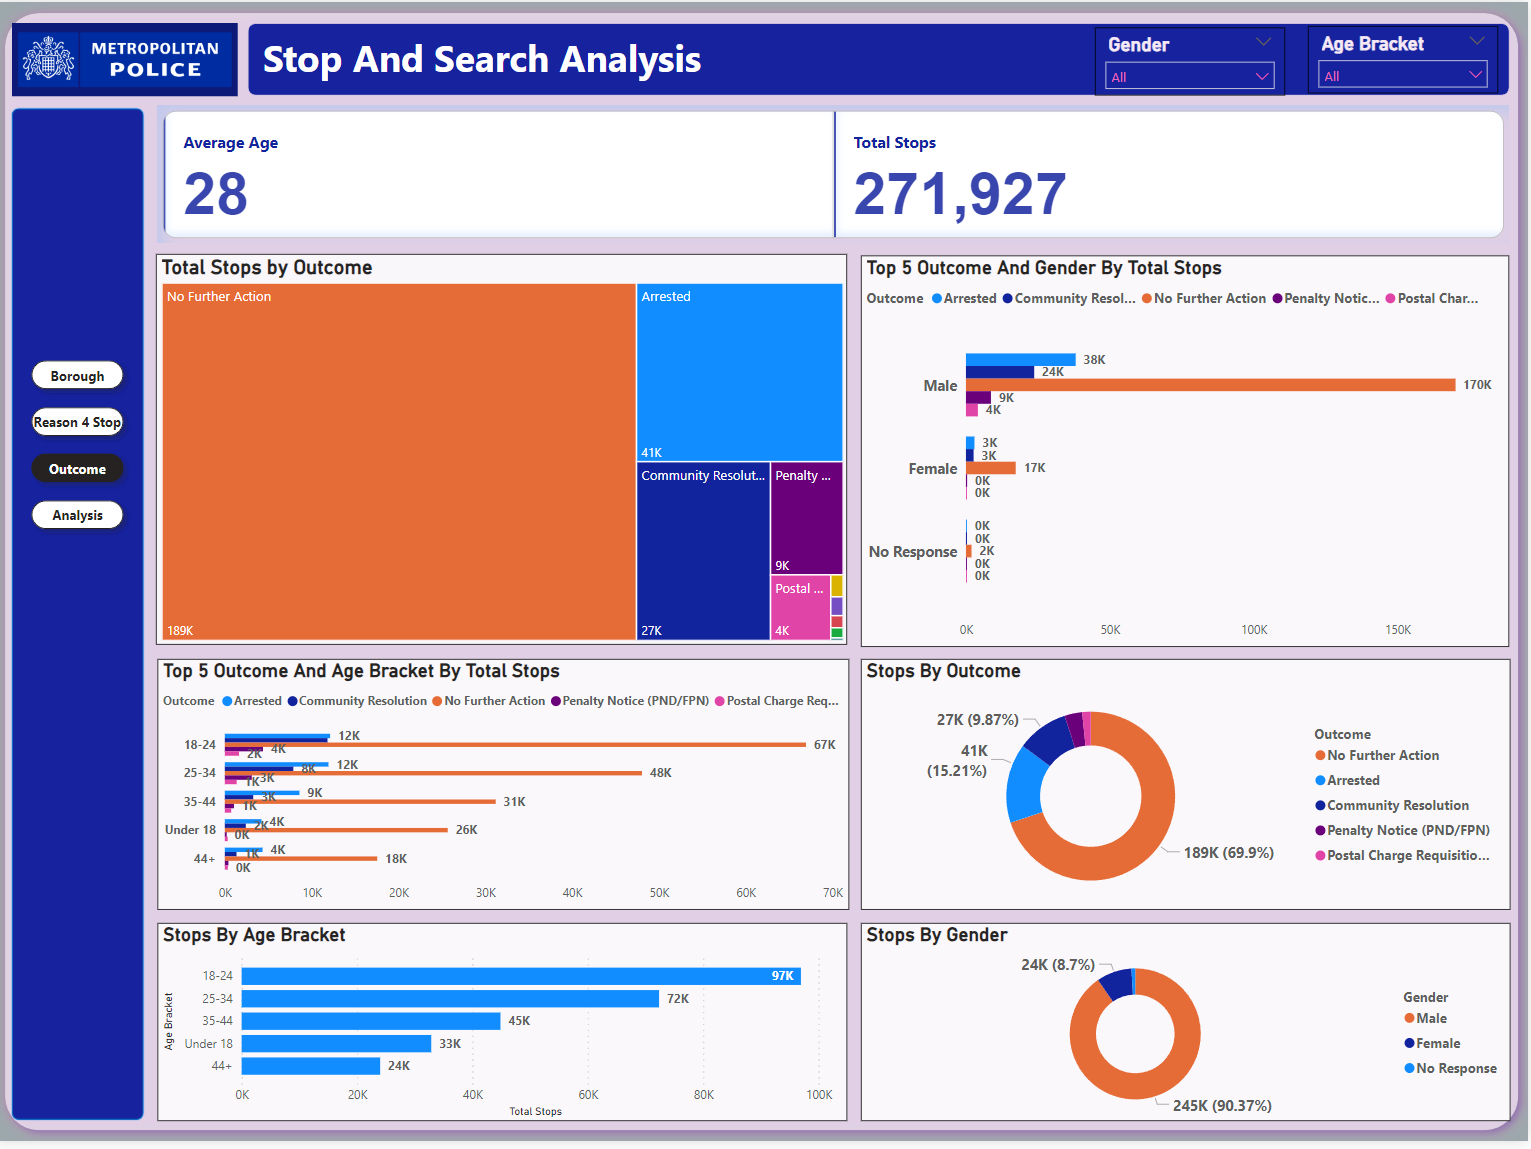 METROPOLITAN
POLICE
Stop And Search Analysis
Gender
All
Age Bracket
All
Borough
Reason 4 Stop
Outcome
Analysis
Average Age
28
Total Stops
271,927
Total Stops by Outcome
No Further Action
189K
Arrested
41K
Community Resolut...
27K
Penalty ...
9K
Postal ...
4K
Top 5 Outcome And Gender By Total Stops
Outcome Arrested Community Resol... No Further Action Penalty Notic... Postal Char...
Male
38K
24K
170K
9K
4K
Female
3K
3K
17K
0K
0K
No Response
0K
0K
2K
0K
0K
0K 50K 100K 150K
Top 5 Outcome And Age Bracket By Total Stops
Outcome Arrested Community Resolution No Further Action Penalty Notice (PND/FPN) Postal Charge Req...
18-24
12K
67K
4K
2K
25-34
12K
8K
48K
3K
1K
35-44
9K
3K
31K
1K
Under 18
4K
2K
26K
0K
44+
4K
1K
18K
0K
0K 10K 20K 30K 40K 50K 60K 70K
Stops By Outcome
27K (9.87%)
41K
(15.21%)
189K (69.9%)
Outcome
No Further Action
Arrested
Community Resolution
Penalty Notice (PND/FPN)
Postal Charge Requisitio...
Stops By Age Bracket
Age Bracket
18-24 97K
25-34 72K
35-44 45K
Under 18 33K
44+ 24K
0K 20K 40K 60K 80K 100K
Total Stops
Stops By Gender
24K (8.7%)
245K (90.37%)
Gender
Male
Female
No Response